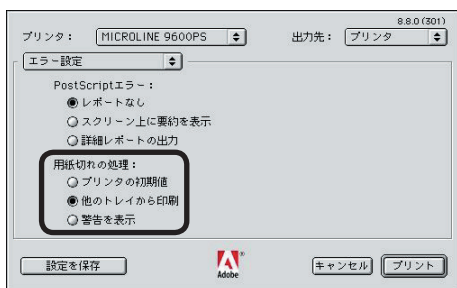 8.8.0 (301)
プリンタ： MICROLINE 9600PS 出力先： プリンタ
エラー設定
PostScriptエラー：
レポートなし
スクリーン上に要約を表示
詳細レポートの出力
用紙切れの処理：
プリンタの初期値
他のトレイから印刷
警告を表示
設定を保存 Adobe キャンセル プリント